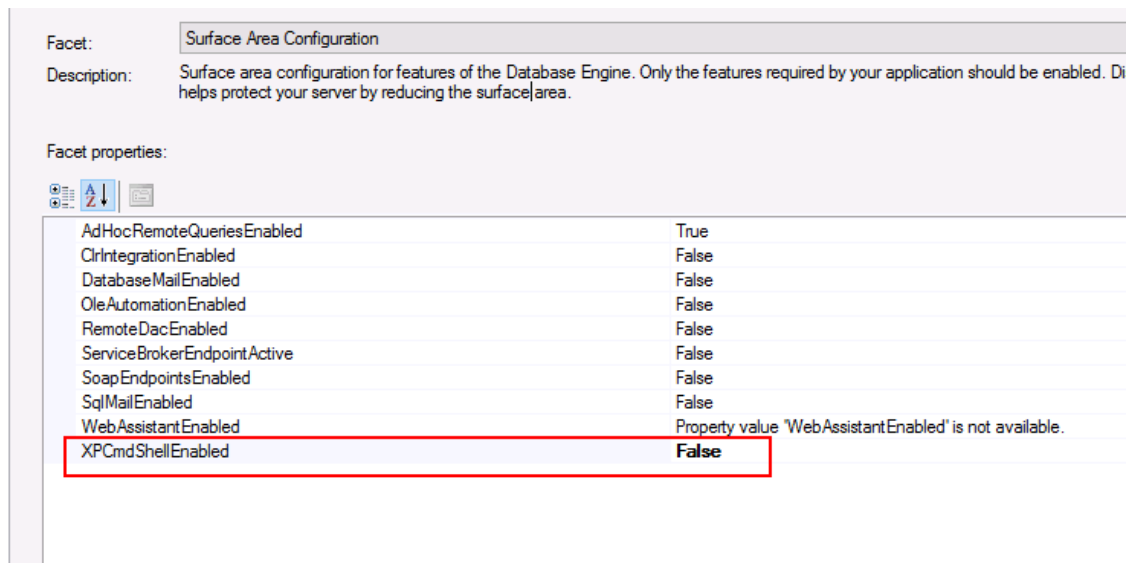 Facet: Surface Area Configuration
Description: Surface area configuration for features of the Database Engine. Only the features required by your application should be enabled. Di
helps protect your server by reducing the surface area.
Facet properties:
AdHocRemoteQueriesEnabled True
ClrIntegrationEnabled False
DatabaseMailEnabled False
OleAutomationEnabled False
RemoteDacEnabled False
ServiceBrokerEndpointActive False
SoapEndpointsEnabled False
SqlMailEnabled False
WebAssistantEnabled Property value 'WebAssistantEnabled' is not available.
XPCmdShellEnabled False